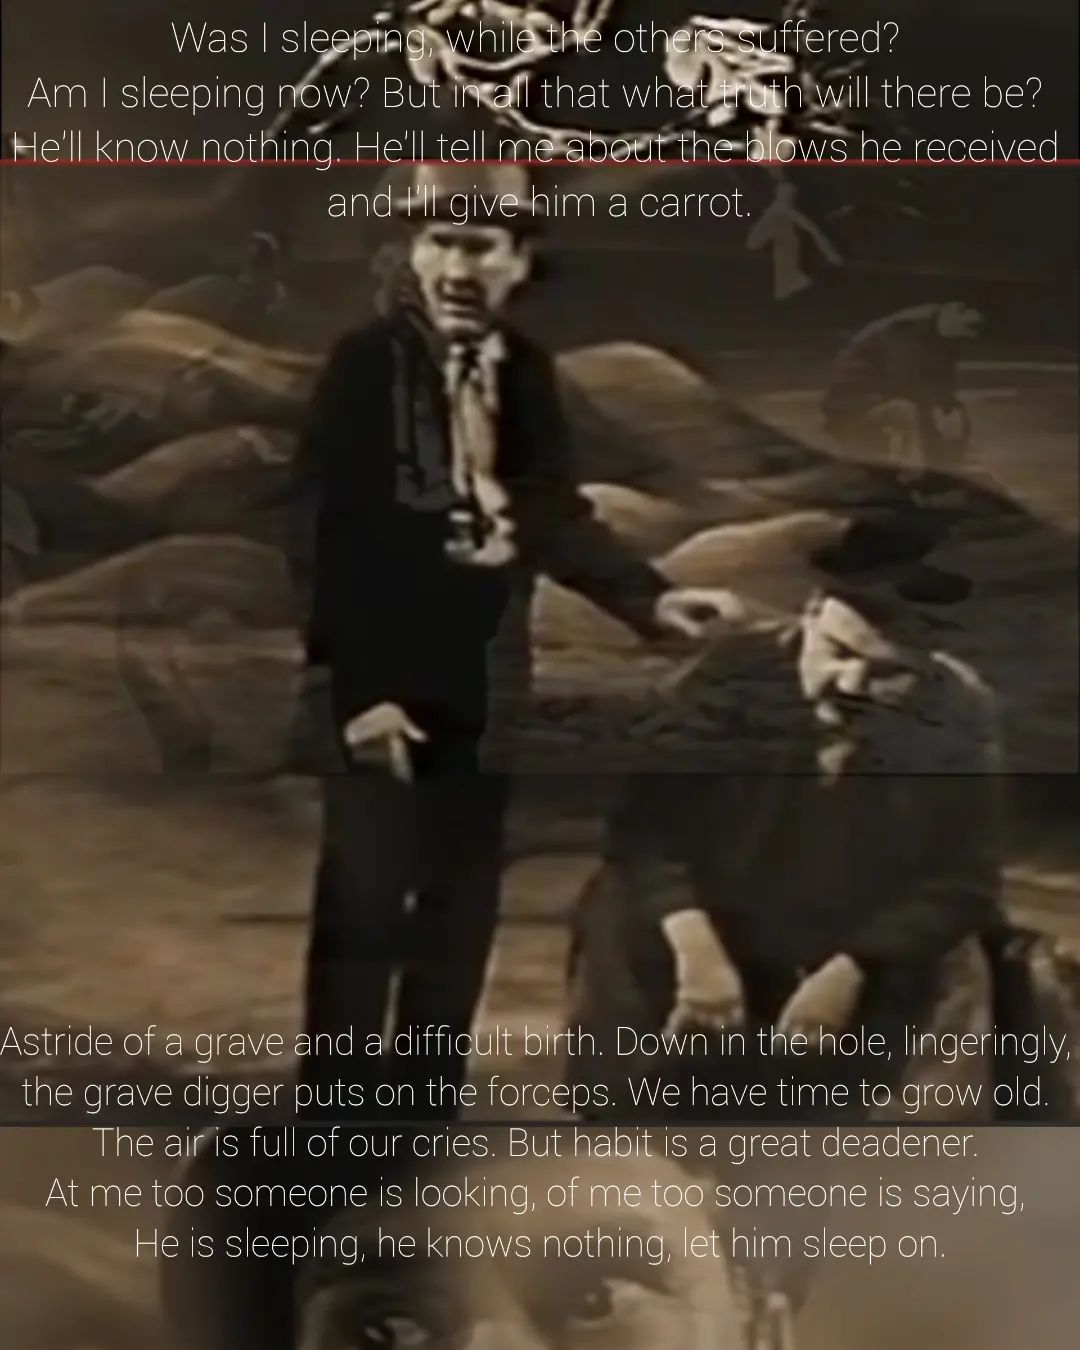 Was I sleeping, while the others suffered?
Am I sleeping now? But in all that what truth will there be?
He'll know nothing. He'll tell me about the blows he received
and I'll give him a carrot.
Astride of a grave and a difficult birth. Down in the hole, lingeringly,
the grave digger puts on the forceps. We have time to grow old.
The air is full of our cries. But habit is a great deadener.
At me too someone is looking, of me too someone is saying,
He is sleeping, he knows nothing, let him sleep on.